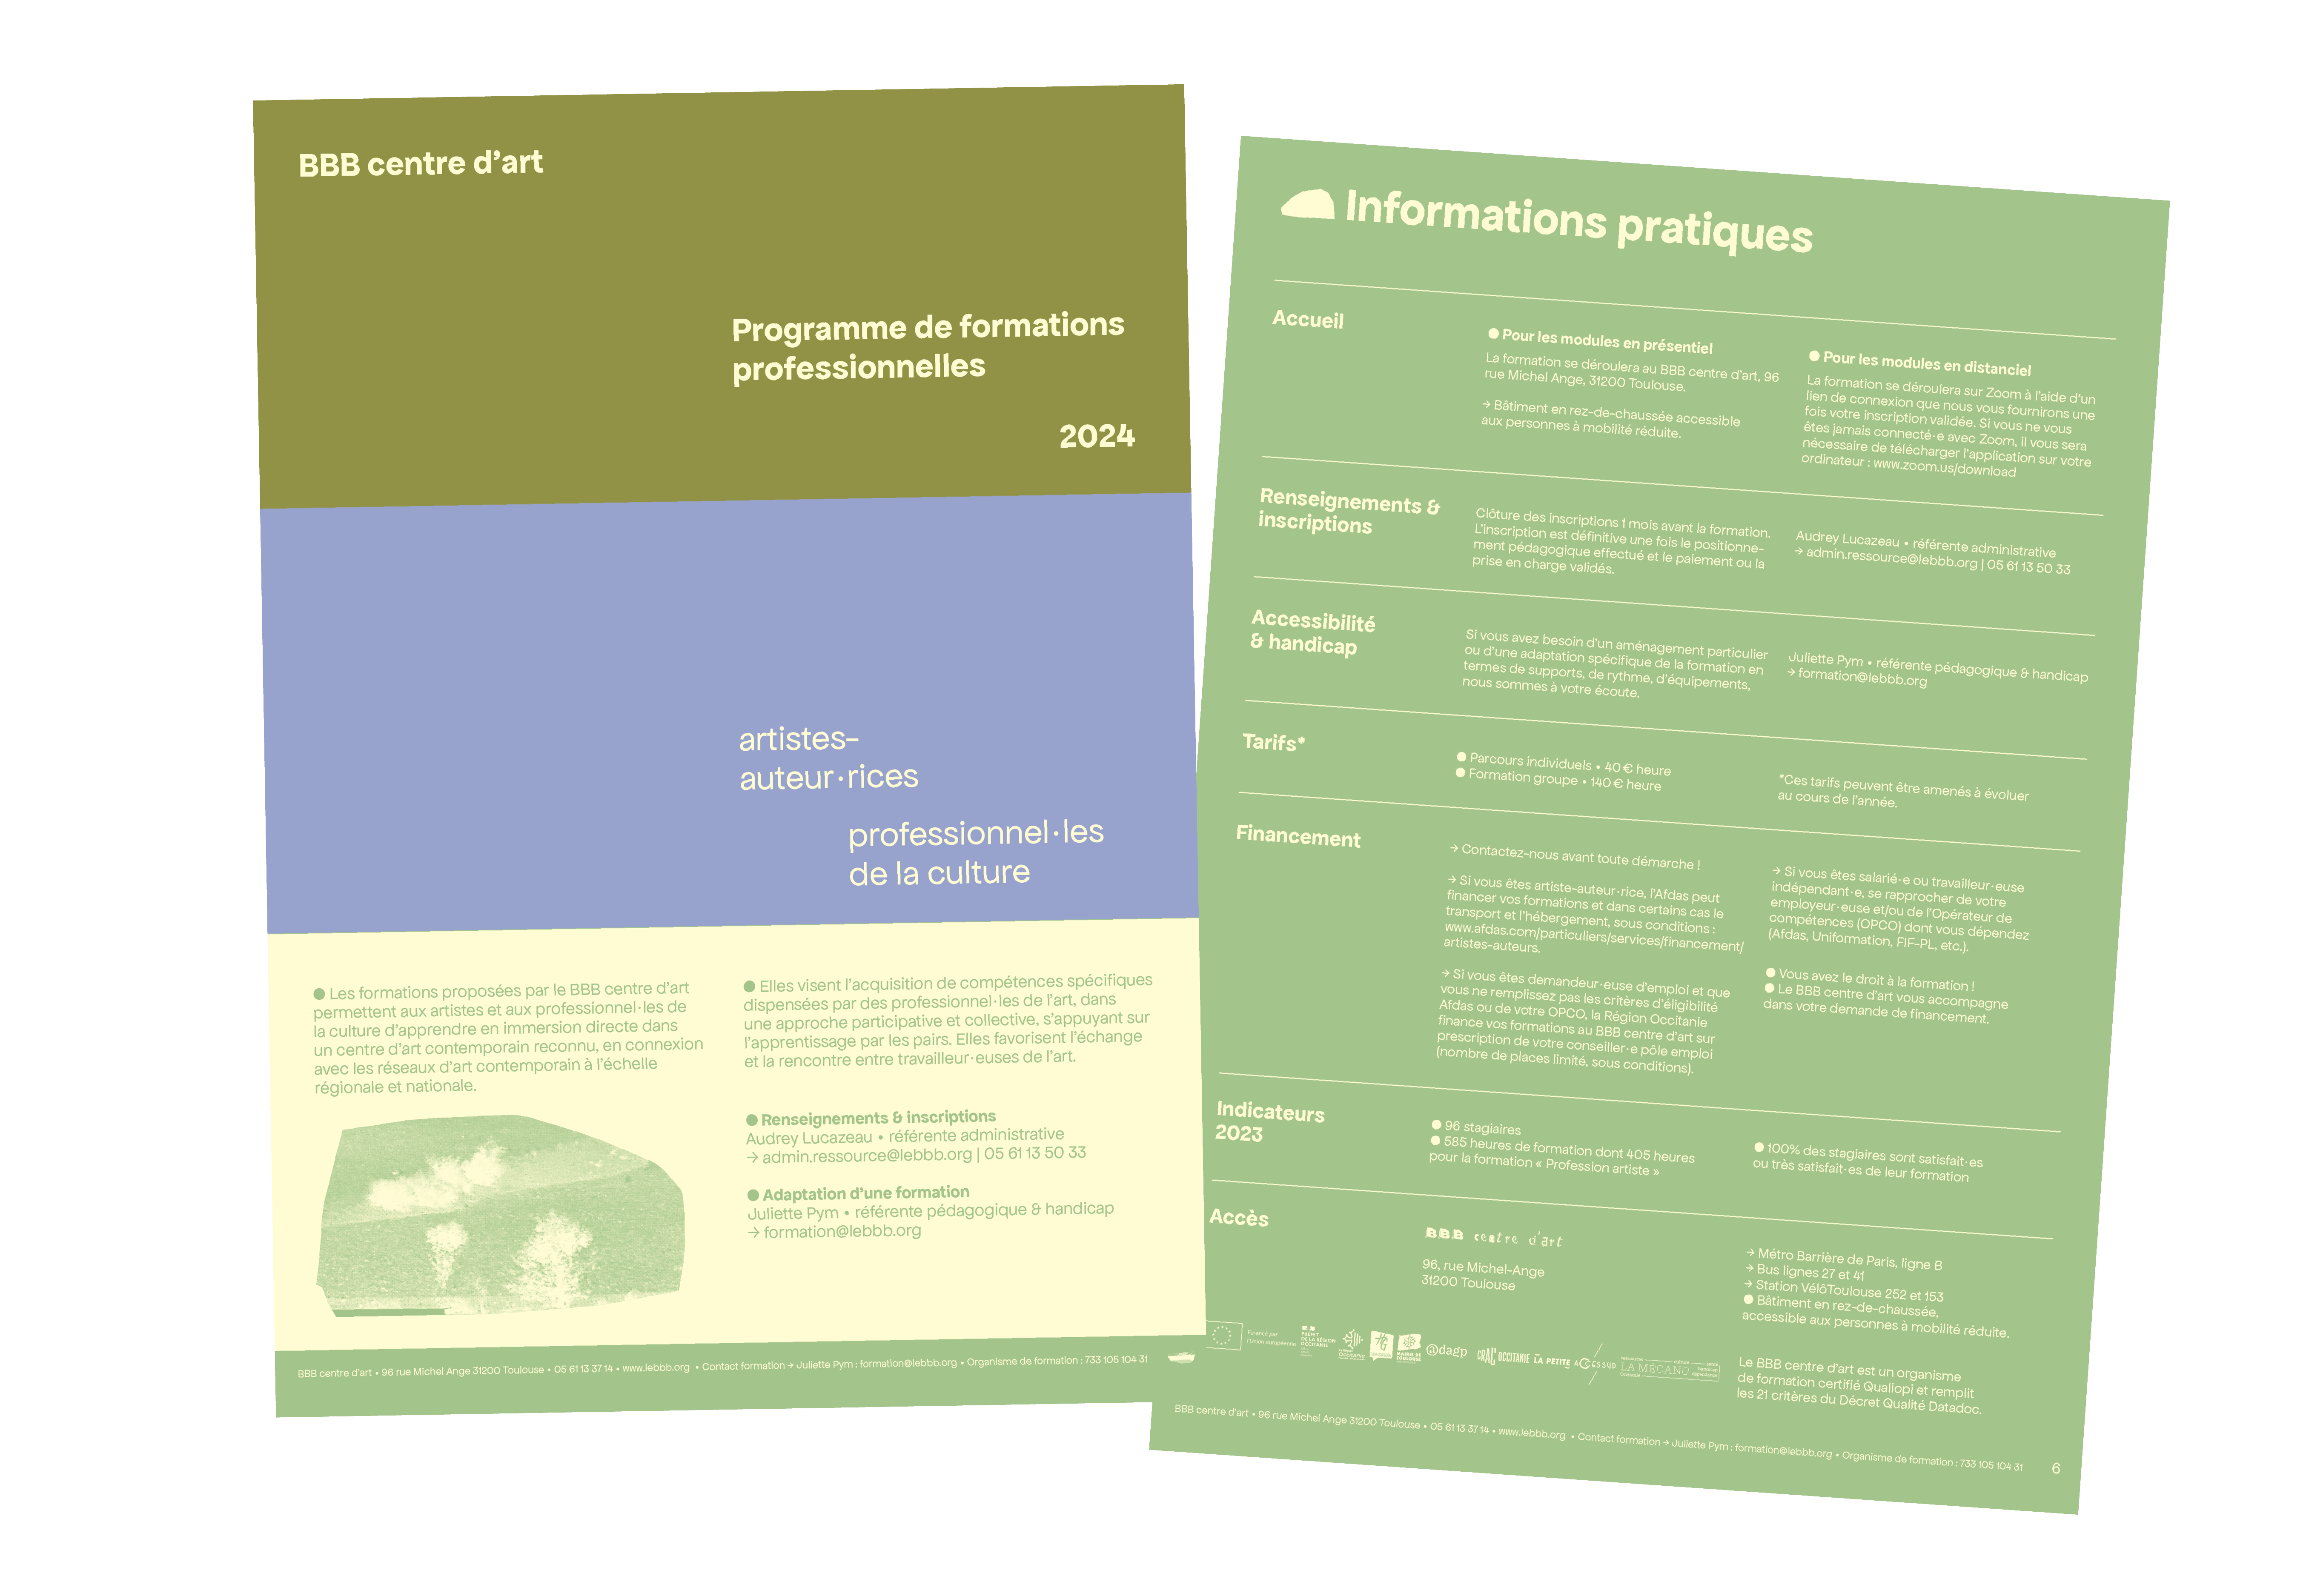 BBB centre d'art
Programme de formations
professionnelles
2024
artistes-
auteur·rices
professionnel·les
de la culture
● Les formations proposées par le BBB centre d'art
permettent aux artistes et aux professionnel·les de
la culture d'apprendre en immersion directe dans
un centre d'art contemporain reconnu, en connexion
avec les réseaux d'art contemporain à l'échelle
régionale et nationale.
● Elles visent l'acquisition de compétences spécifiques
dispensées par des professionnel·les de l'art, dans
une approche participative et collective, s'appuyant sur
l'apprentissage par les pairs. Elles favorisent l'échange
et la rencontre entre travailleur·euses de l'art.
● Renseignements & inscriptions
Audrey Lucazeau • référente administrative
→ admin.ressource@lebbb.org | 05 61 13 50 33
● Adaptation d'une formation
Juliette Pym • référente pédagogique & handicap
→ formation@lebbb.org
BBB centre d'art • 96 rue Michel Ange 31200 Toulouse • 05 61 13 37 14 • www.lebbb.org • Contact formation → Juliette Pym : formation@lebbb.org • Organisme de formation : 733 105 104 31
Informations pratiques
Accueil
● Pour les modules en présentiel
La formation se déroulera au BBB centre d'art, 96
rue Michel Ange, 31200 Toulouse.
→ Bâtiment en rez-de-chaussée accessible
aux personnes à mobilité réduite.
● Pour les modules en distanciel
La formation se déroulera sur Zoom à l'aide d'un
lien de connexion que nous vous fournirons une
fois votre inscription validée. Si vous ne vous
êtes jamais connecté·e avec Zoom, il vous sera
nécessaire de télécharger l'application sur votre
ordinateur : www.zoom.us/download
Renseignements &
inscriptions
Clôture des inscriptions 1 mois avant la formation.
L'inscription est définitive une fois le positionne-
ment pédagogique effectué et le paiement ou la
prise en charge validés.
Audrey Lucazeau • référente administrative
→ admin.ressource@lebbb.org | 05 61 13 50 33
Accessibilité
& handicap
Si vous avez besoin d'un aménagement particulier
ou d'une adaptation spécifique de la formation en
termes de supports, de rythme, d'équipements,
nous sommes à votre écoute.
Juliette Pym • référente pédagogique & handicap
→ formation@lebbb.org
Tarifs*
● Parcours individuels • 40 € heure
● Formation groupe • 140 € heure
*Ces tarifs peuvent être amenés à évoluer
au cours de l'année.
Financement
→ Contactez-nous avant toute démarche !
→ Si vous êtes artiste-auteur·rice, l'Afdas peut
financer vos formations et dans certains cas le
transport et l'hébergement, sous conditions :
www.afdas.com/particuliers/services/financement/
artistes-auteurs.
→ Si vous êtes demandeur·euse d'emploi et que
vous ne remplissez pas les critères d'éligibilité
Afdas ou de votre OPCO, la Région Occitanie
finance vos formations au BBB centre d'art sur
prescription de votre conseiller·e pôle emploi
(nombre de places limité, sous conditions).
→ Si vous êtes salarié·e ou travailleur·euse
indépendant·e, se rapprocher de votre
employeur·euse et/ou de l'Opérateur de
compétences (OPCO) dont vous dépendez
(Afdas, Uniformation, FIF-PL, etc.).
● Vous avez le droit à la formation !
● Le BBB centre d'art vous accompagne
dans votre demande de financement.
Indicateurs
2023
● 96 stagiaires
● 585 heures de formation dont 405 heures
pour la formation « Profession artiste »
● 100% des stagiaires sont satisfait·es
ou très satisfait·es de leur formation
Accès
BBB centre d'art
96, rue Michel-Ange
31200 Toulouse
→ Métro Barrière de Paris, ligne B
→ Bus lignes 27 et 41
→ Station VélôToulouse 252 et 153
● Bâtiment en rez-de-chaussée,
accessible aux personnes à mobilité réduite.
Financé par
l'Union européenne
PRÉFET
DE LA RÉGION
OCCITANIE
@dagp
OCCITANIE
LA PETITE
LA MÉCANO
Le BBB centre d'art est un organisme
de formation certifié Qualiopi et remplit
les 21 critères du Décret Qualité Datadoc.
BBB centre d'art • 96 rue Michel Ange 31200 Toulouse • 05 61 13 37 14 • www.lebbb.org • Contact formation → Juliette Pym : formation@lebbb.org • Organisme de formation : 733 105 104 31
6